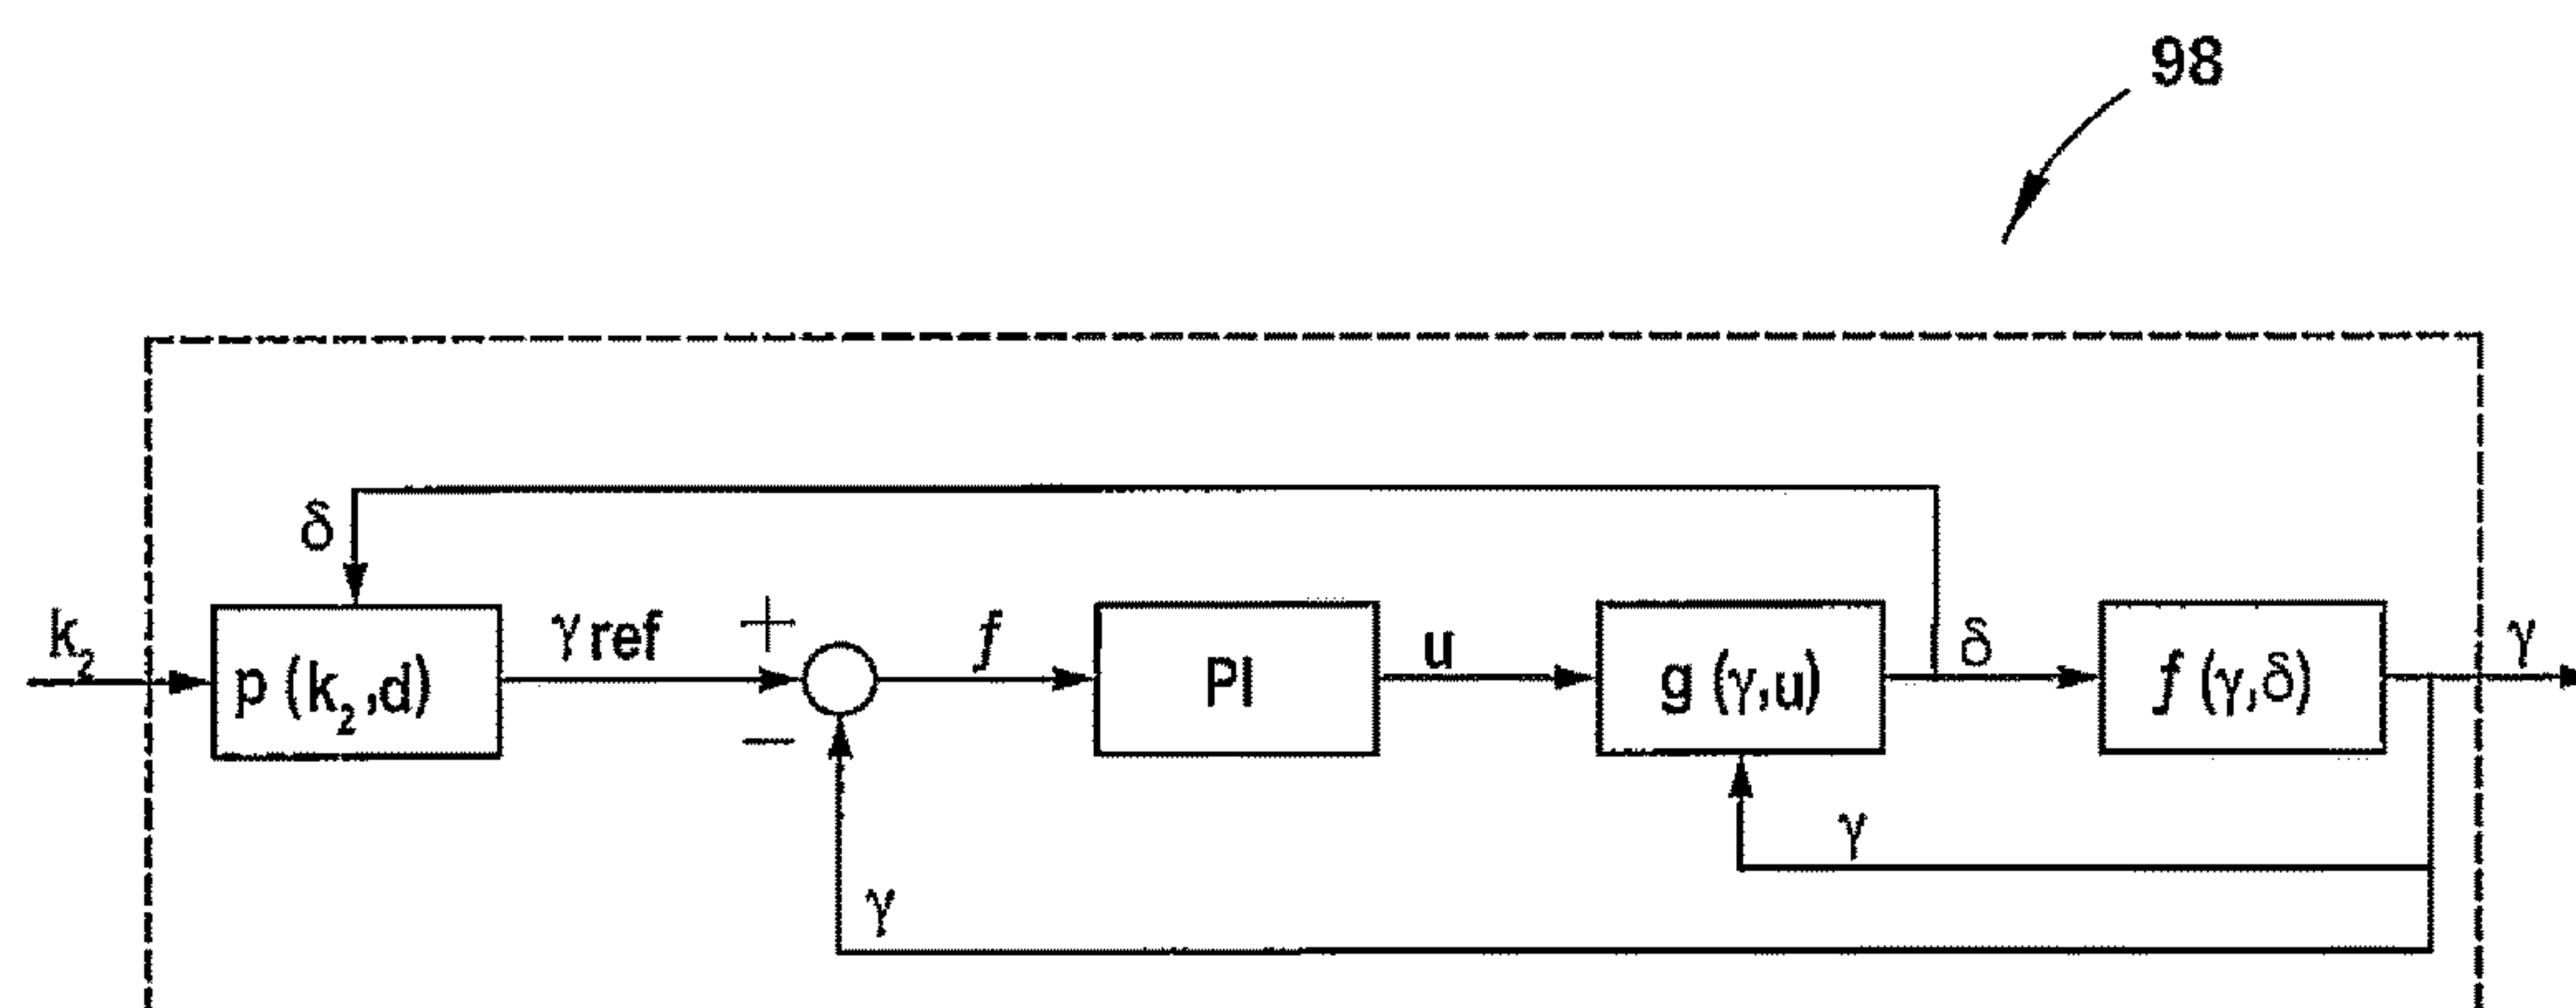 98
δ
k₂
p (k₂,d)
γ ref
+
−
f
PI
u
g (γ,u)
δ
f (γ,δ)
γ
γ
γ